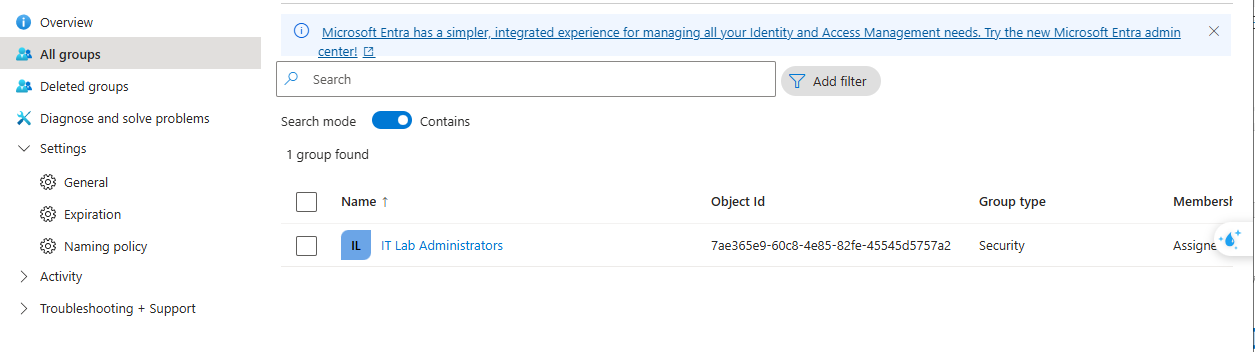 Overview
All groups
Deleted groups
Diagnose and solve problems
Settings
General
Expiration
Naming policy
Activity
Troubleshooting + Support
Microsoft Entra has a simpler, integrated experience for managing all your Identity and Access Management needs. Try the new Microsoft Entra admin
center!
Search
Add filter
Search mode
Contains
1 group found
Name ↑ Object Id Group type Membersh
IL IT Lab Administrators 7ae365e9-60c8-4e85-82fe-45545d5757a2 Security Assigne